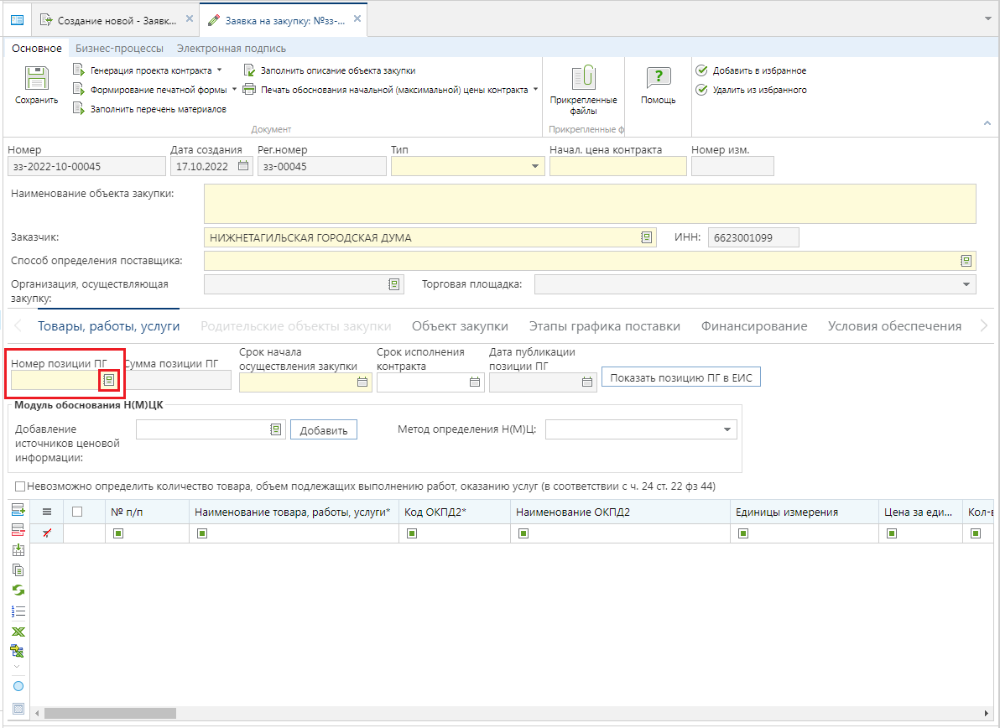 Создание новой - Заявк...
Заявка на закупку: №зз-...
Основное Бизнес-процессы Электронная подпись
Сохранить
Генерация проекта контракта
Формирование печатной формы
Заполнить перечень материалов
Заполнить описание объекта закупки
Печать обоснования начальной (максимальной) цены контракта
Документ
Прикрепленные
файлы
Прикрепленные ф
Помощь
Добавить в избранное
Удалить из избранного
Номер Дата создания Рег.номер Тип Начал. цена контракта Номер изм.
зз-2022-10-00045 17.10.2022 зз-00045
Наименование объекта закупки:
Заказчик: НИЖНЕТАГИЛЬСКАЯ ГОРОДСКАЯ ДУМА ИНН: 6623001099
Способ определения поставщика:
Организация, осуществляющая
закупку:
Торговая площадка:
Товары, работы, услуги Родительские объекты закупки Объект закупки Этапы графика поставки Финансирование Условия обеспечения
Номер позиции ПГ
Сумма позиции ПГ
Срок начала
осуществления закупки
Срок исполнения
контракта
Дата публикации
позиции ПГ
Показать позицию ПГ в ЕИС
Модуль обоснования Н(М)ЦК
Добавление
источников ценовой
информации:
Добавить
Метод определения Н(М)Ц:
Невозможно определить количество товара, объем подлежащих выполнению работ, оказанию услуг (в соответствии с ч. 24 ст. 22 фз 44)
№ п/п Наименование товара, работы, услуги* Код ОКПД2* Наименование ОКПД2 Единицы измерения Цена за еди... Кол-в